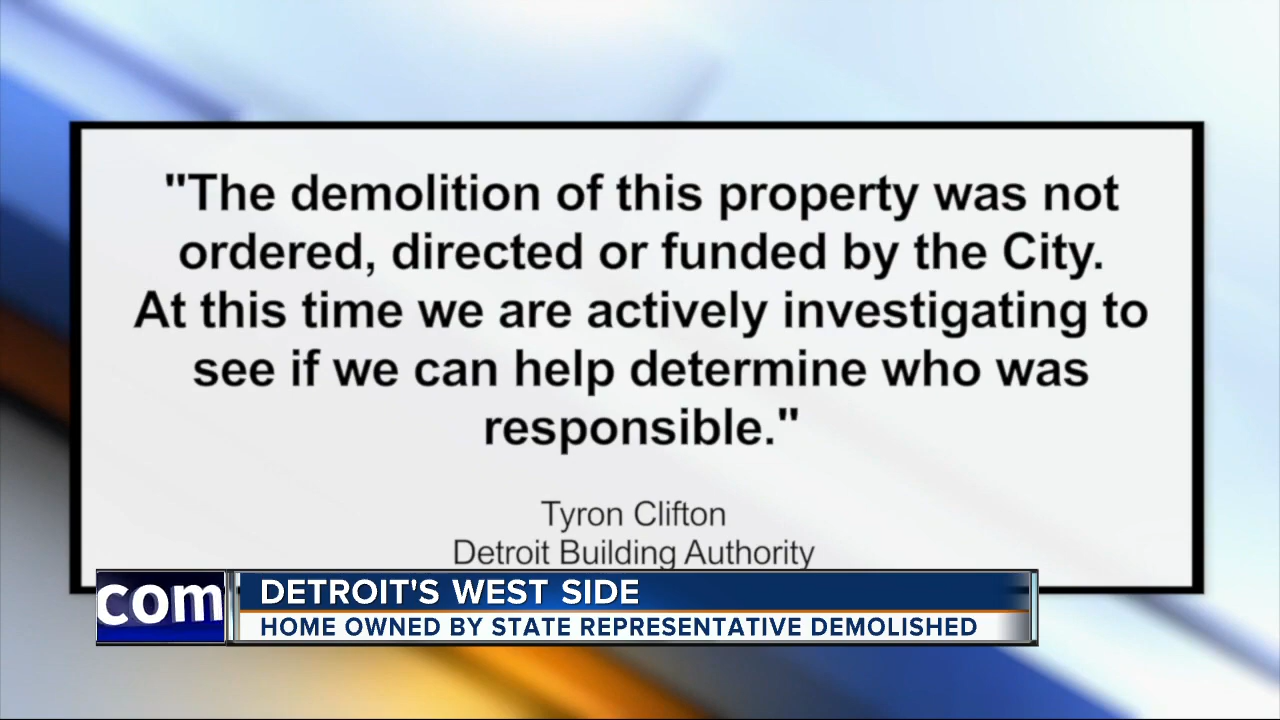 "The demolition of this property was not
ordered, directed or funded by the City.
At this time we are actively investigating to
see if we can help determine who was
responsible."
Tyron Clifton
Detroit Building Authority
com
DETROIT'S WEST SIDE
HOME OWNED BY STATE REPRESENTATIVE DEMOLISHED